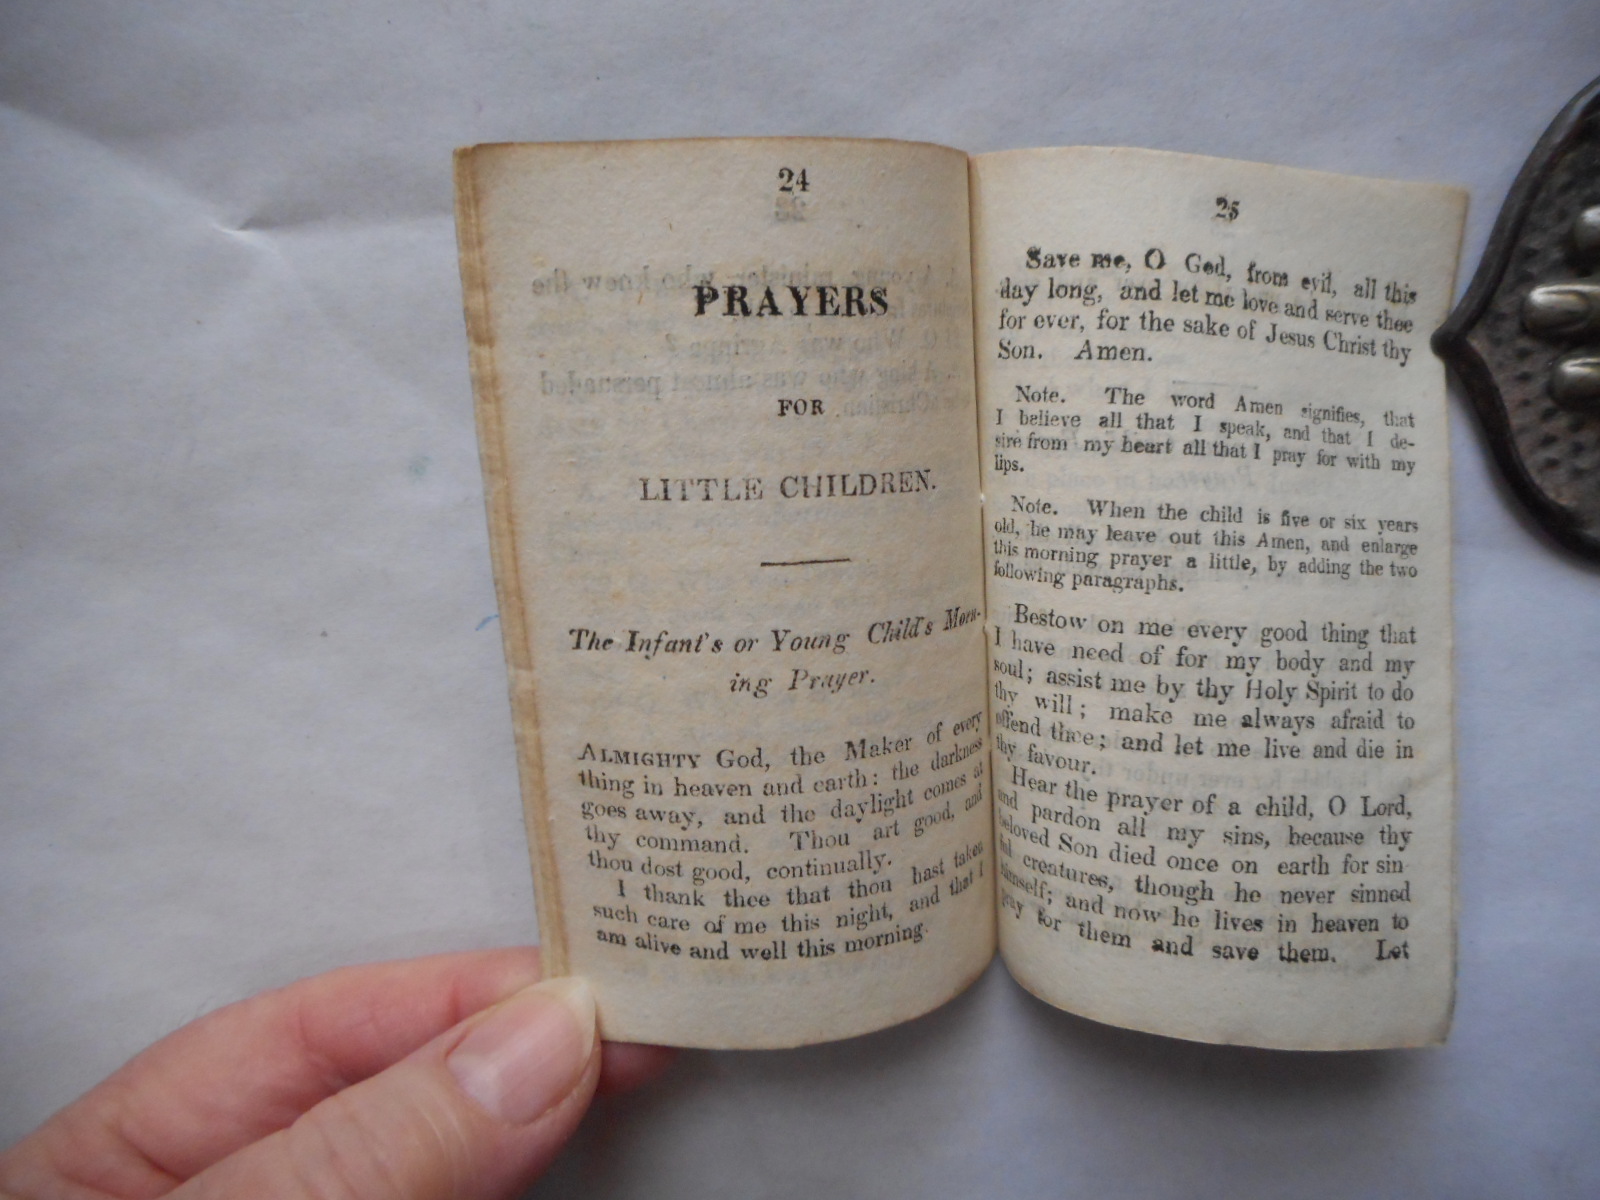 24
PRAYERS
FOR
LITTLE CHILDREN.
The Infant's or Young Child's Morn-
ing Prayer.
ALMIGHTY God, the Maker of every
thing in heaven and earth: the darkness
goes away, and the daylight comes at
thy command. Thou art good, and
thou dost good, continually.
I thank thee that thou hast taken
such care of me this night, and that I
am alive and well this morning.
25
Save me, O God, from evil, all this
day long, and let me love and serve thee
for ever, for the sake of Jesus Christ thy
Son. Amen.
Note. The word Amen signifies, that
I believe all that I speak, and that I de-
sire from my heart all that I pray for with my
lips.
Note. When the child is five or six years
old, he may leave out this Amen, and enlarge
this morning prayer a little, by adding the two
following paragraphs.
Bestow on me every good thing that
I have need of for my body and my
soul; assist me by thy Holy Spirit to do
thy will; make me always afraid to
offend thee; and let me live and die in
thy favour.
Hear the prayer of a child, O Lord,
and pardon all my sins, because thy
beloved Son died once on earth for sin
ful creatures, though he never sinned
himself; and now he lives in heaven to
pray for them and save them. Let